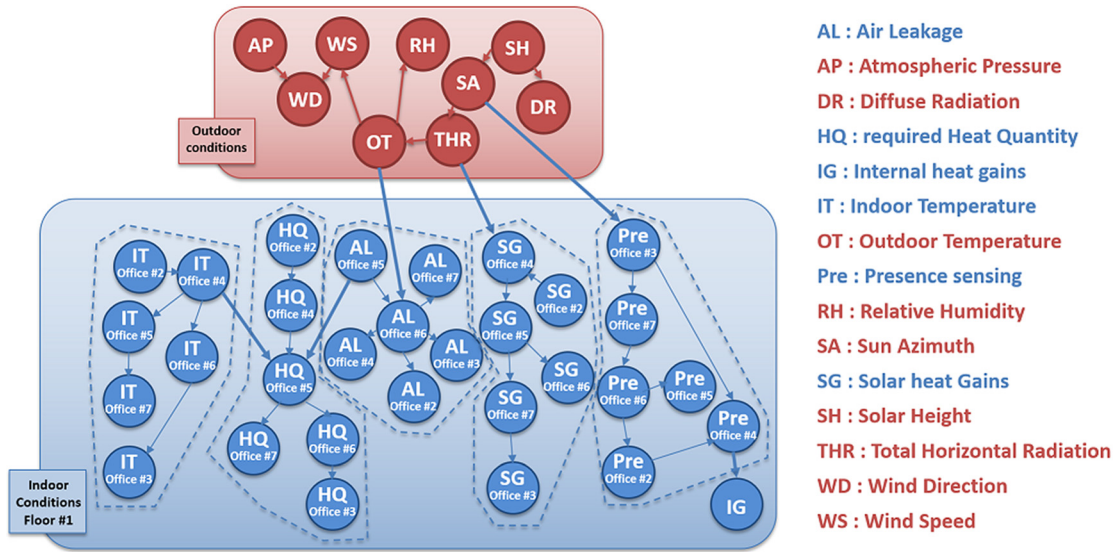 AP
WS
RH
SH
SA
WD
DR
OT
THR
Outdoor
conditions
IT
Office #2
IT
Office #4
IT
Office #5
IT
Office #6
IT
Office #7
IT
Office #3
HQ
Office #2
HQ
Office #4
HQ
Office #5
HQ
Office #7
HQ
Office #6
HQ
Office #3
AL
Office #5
AL
Office #7
AL
Office #6
AL
Office #4
AL
Office #3
AL
Office #2
SG
Office #4
SG
Office #2
SG
Office #5
SG
Office #6
SG
Office #7
SG
Office #3
Pre
Office #3
Pre
Office #7
Pre
Office #6
Pre
Office #5
Pre
Office #4
Pre
Office #2
IG
Indoor
Conditions
Floor #1
AL : Air Leakage
AP : Atmospheric Pressure
DR : Diffuse Radiation
HQ : required Heat Quantity
IG : Internal heat gains
IT : Indoor Temperature
OT : Outdoor Temperature
Pre : Presence sensing
RH : Relative Humidity
SA : Sun Azimuth
SG : Solar heat Gains
SH : Solar Height
THR : Total Horizontal Radiation
WD : Wind Direction
WS : Wind Speed